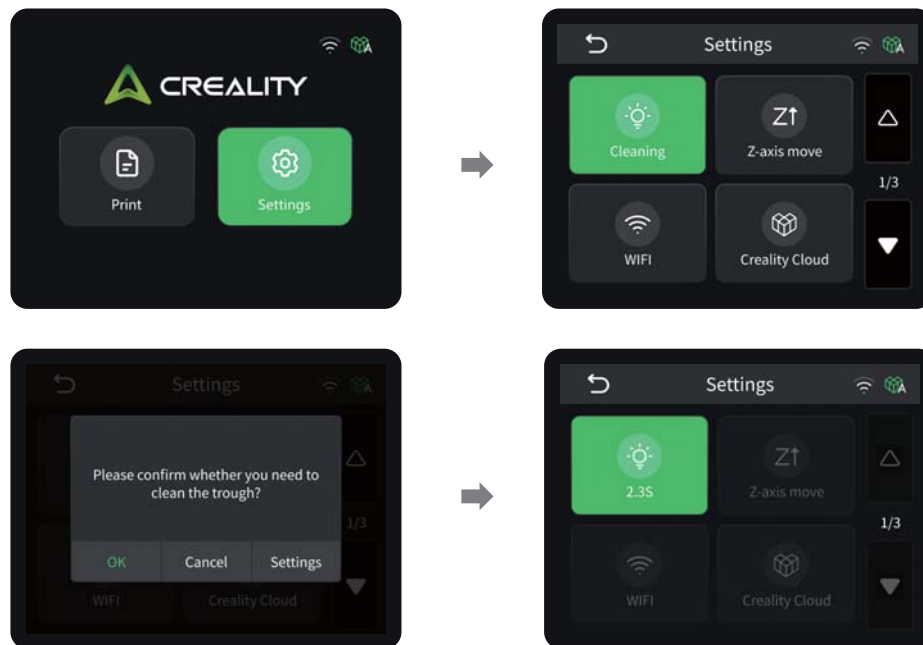 CREALITY
Print
Settings
Settings
Cleaning
Z↑
Z-axis move
1/3
WIFI
Creality Cloud
Settings
Please confirm whether you need to
clean the trough?
1/3
OK
Cancel
Settings
WIFI
Creality Cloud
Settings
2.3S
Z↑
Z-axis move
1/3
WIFI
Creality Cloud